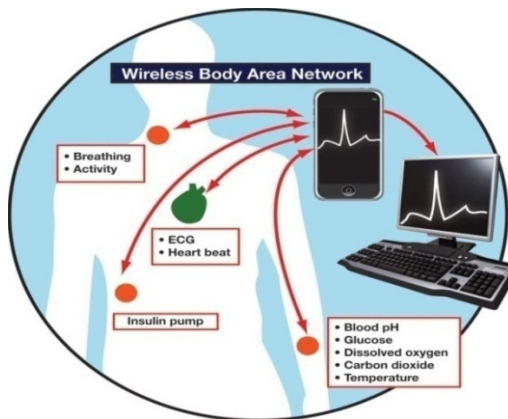 Wireless Body Area Network
• Breathing
• Activity
• ECG
• Heart beat
Insulin pump
• Blood pH
• Glucose
• Dissolved oxygen
• Carbon dioxide
• Temperature